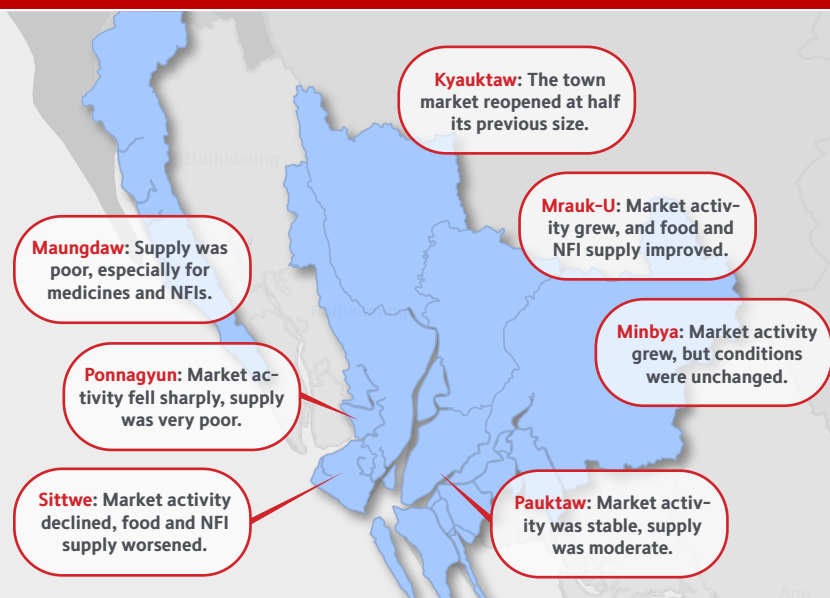 Kyauktaw: The town
market reopened at half
its previous size.
Buthidaung
Mrauk-U: Market activ-
ity grew, and food and
NFI supply improved.
Maungdaw: Supply was
poor, especially for
medicines and NFIs.
Minbya: Market activity
grew, but conditions
were unchanged.
Ponnagyun: Market ac-
tivity fell sharply, supply
was very poor.
Sittwe: Market activity
declined, food and NFI
supply worsened.
Pauktaw: Market activ-
ity was stable, supply
was moderate.
Ann